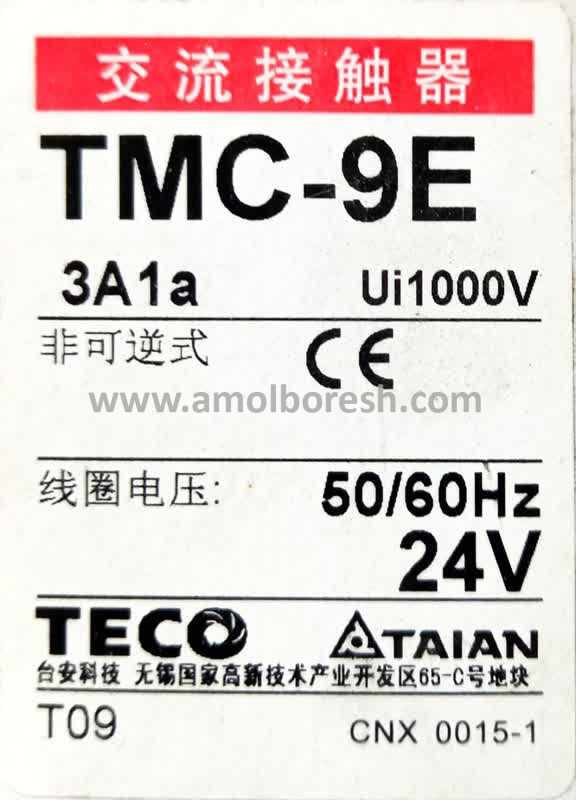 交流接触器
TMC-9E
3A1a Ui1000V
非可逆式 CE
www.amolboresh.com
线圈电压: 50/60Hz
24V
TECO TAIAN
台安科技 无锡国家高新技术产业开发区65-C号地块
T09 CNX 0015-1